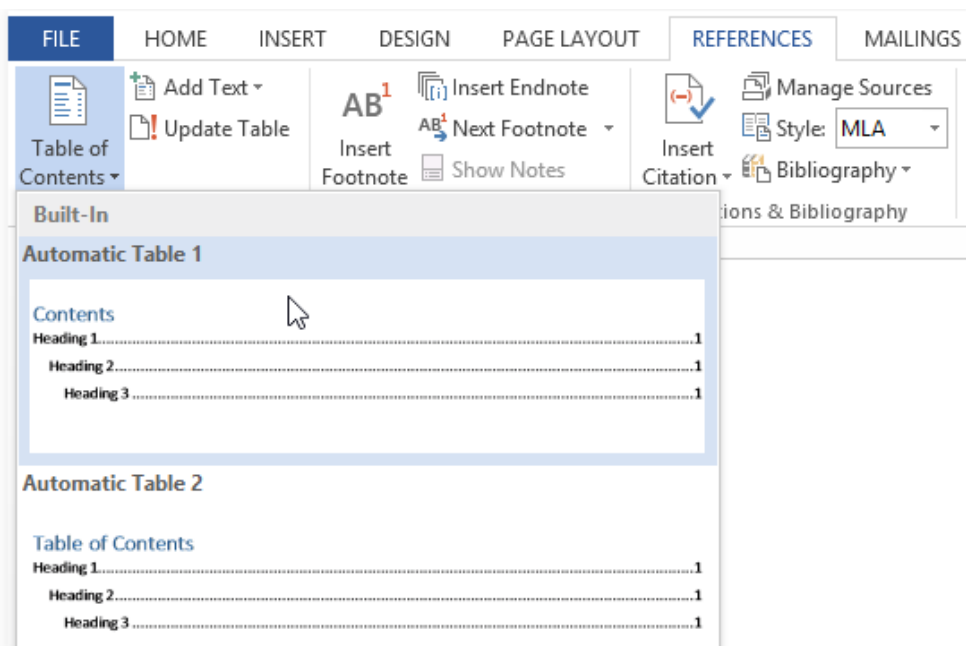 FILE HOME INSERT DESIGN PAGE LAYOUT REFERENCES MAILINGS
Table of Contents
Add Text
Update Table
AB1
Insert Footnote
Insert Endnote
AB1 Next Footnote
Show Notes
Insert Citation
Manage Sources
Style: MLA
Bibliography
ions & Bibliography
Built-In
Automatic Table 1
Contents
Heading 1...1
Heading 2...1
Heading 3...1
Automatic Table 2
Table of Contents
Heading 1...1
Heading 2...1
Heading 3...1